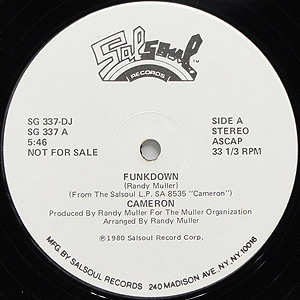 Salsoul
RECORDS
SG 337-DJ
SG 337 A
5:46
NOT FOR SALE
SIDE A
STEREO
ASCAP
33 1/3 RPM
FUNKDOWN
(Randy Muller)
(From The Salsoul L.P. SA 8535 "Cameron")
CAMERON
Produced By Randy Muller For The Muller Organization
Arranged By Randy Muller
℗1980 Salsoul Record Corp.
MFG BY SALSOUL RECORDS 240 MADISON AVE, NY, NY. 10016